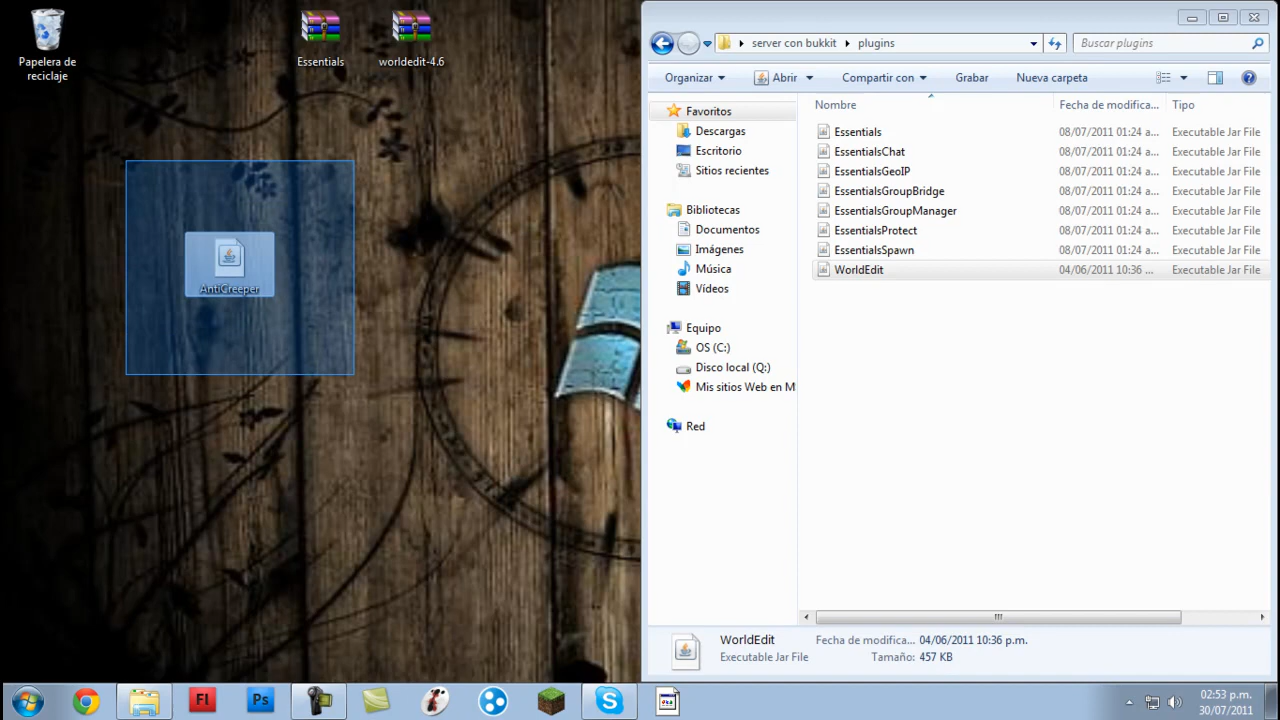 Papelera de
reciclaje
Essentials
worldedit-4.6
AntiCreeper
server con bukkit
plugins
Buscar plugins
Organizar
Abrir
Compartir con
Grabar
Nueva carpeta
Nombre
Fecha de modifica...
Tipo
Favoritos
Descargas
Escritorio
Sitios recientes
Bibliotecas
Documentos
Imágenes
Música
Vídeos
Equipo
OS (C:)
Disco local (Q:)
Mis sitios Web en M
Red
Essentials 08/07/2011 01:24 a... Executable Jar File
EssentialsChat 08/07/2011 01:24 a... Executable Jar File
EssentialsGeoIP 08/07/2011 01:24 a... Executable Jar File
EssentialsGroupBridge 08/07/2011 01:24 a... Executable Jar File
EssentialsGroupManager 08/07/2011 01:24 a... Executable Jar File
EssentialsProtect 08/07/2011 01:24 a... Executable Jar File
EssentialsSpawn 08/07/2011 01:24 a... Executable Jar File
WorldEdit 04/06/2011 10:36 ... Executable Jar File
WorldEdit Fecha de modifica... 04/06/2011 10:36 p.m.
Executable Jar File Tamaño: 457 KB
Fl
Ps
02:53 p.m.
30/07/2011